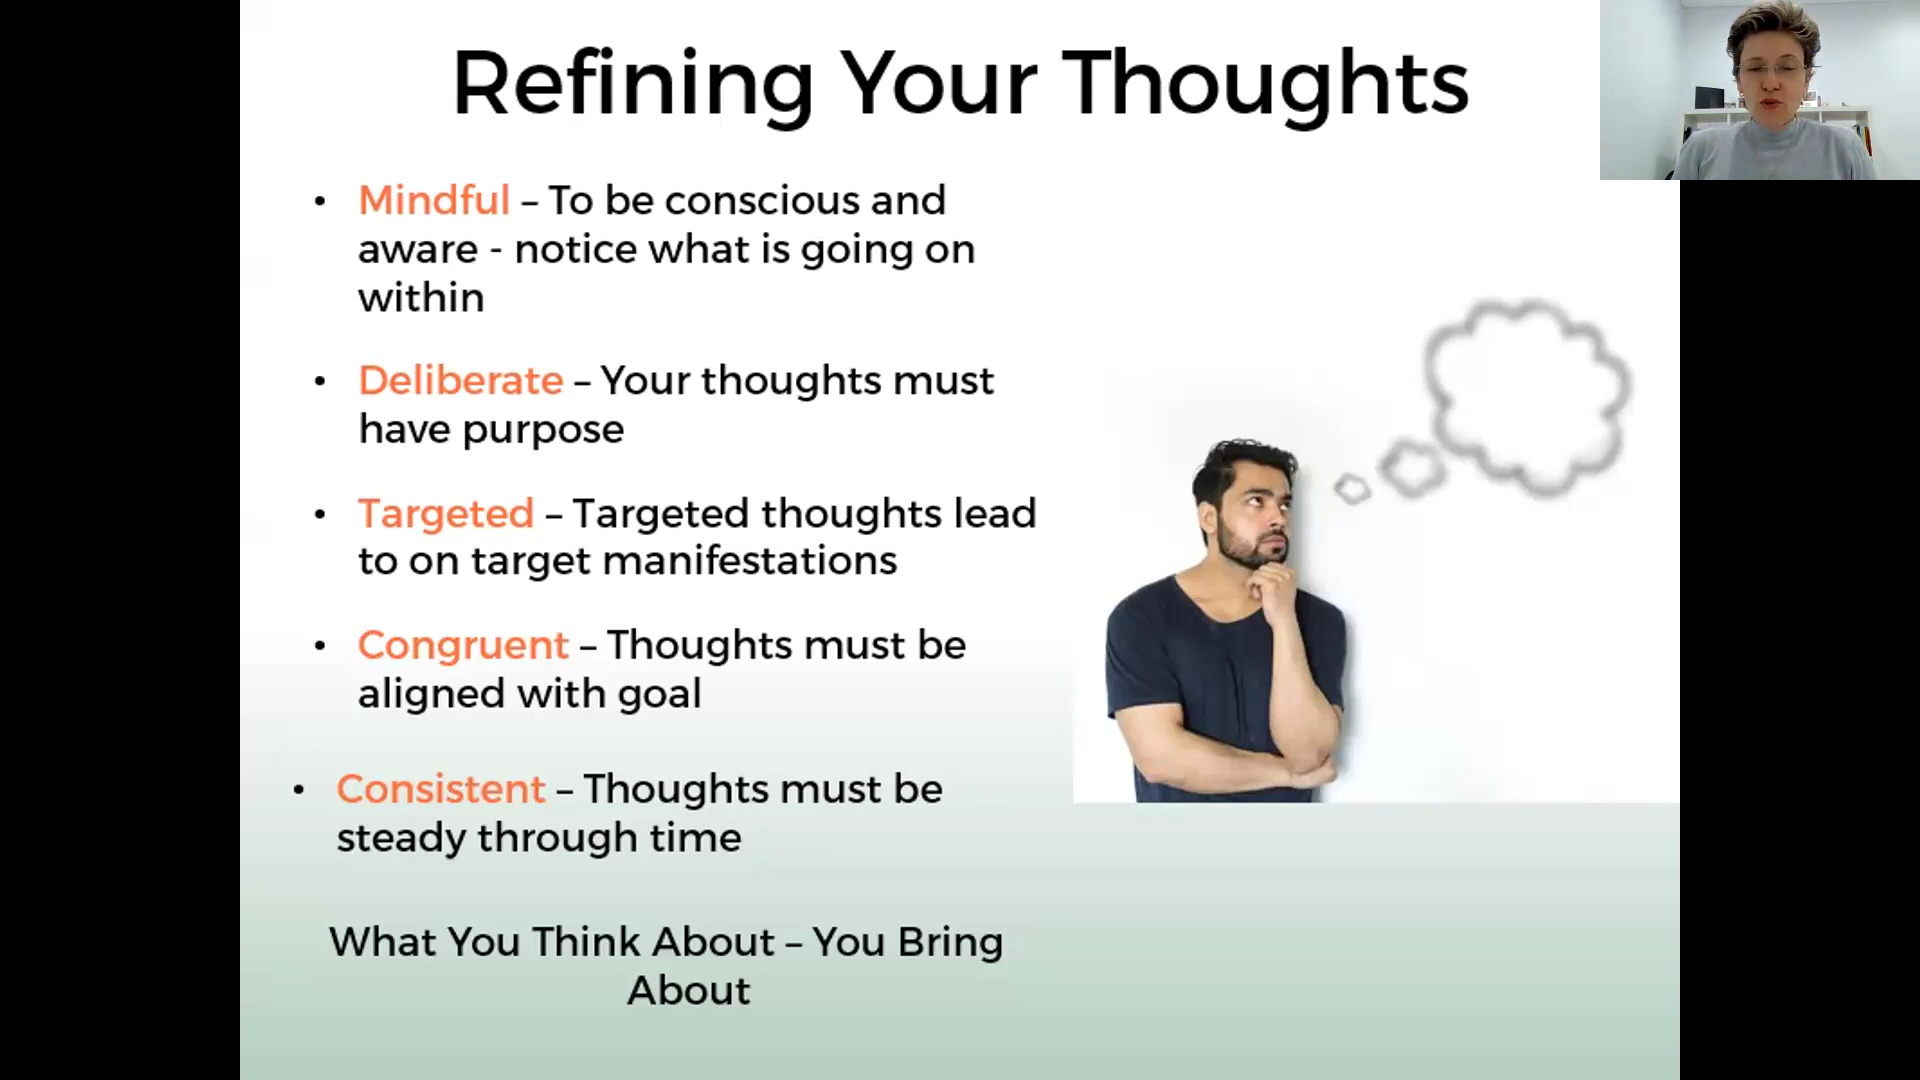 Refining Your Thoughts
• Mindful – To be conscious and
aware - notice what is going on
within
• Deliberate – Your thoughts must
have purpose
• Targeted – Targeted thoughts lead
to on target manifestations
• Congruent – Thoughts must be
aligned with goal
• Consistent – Thoughts must be
steady through time
What You Think About – You Bring
About